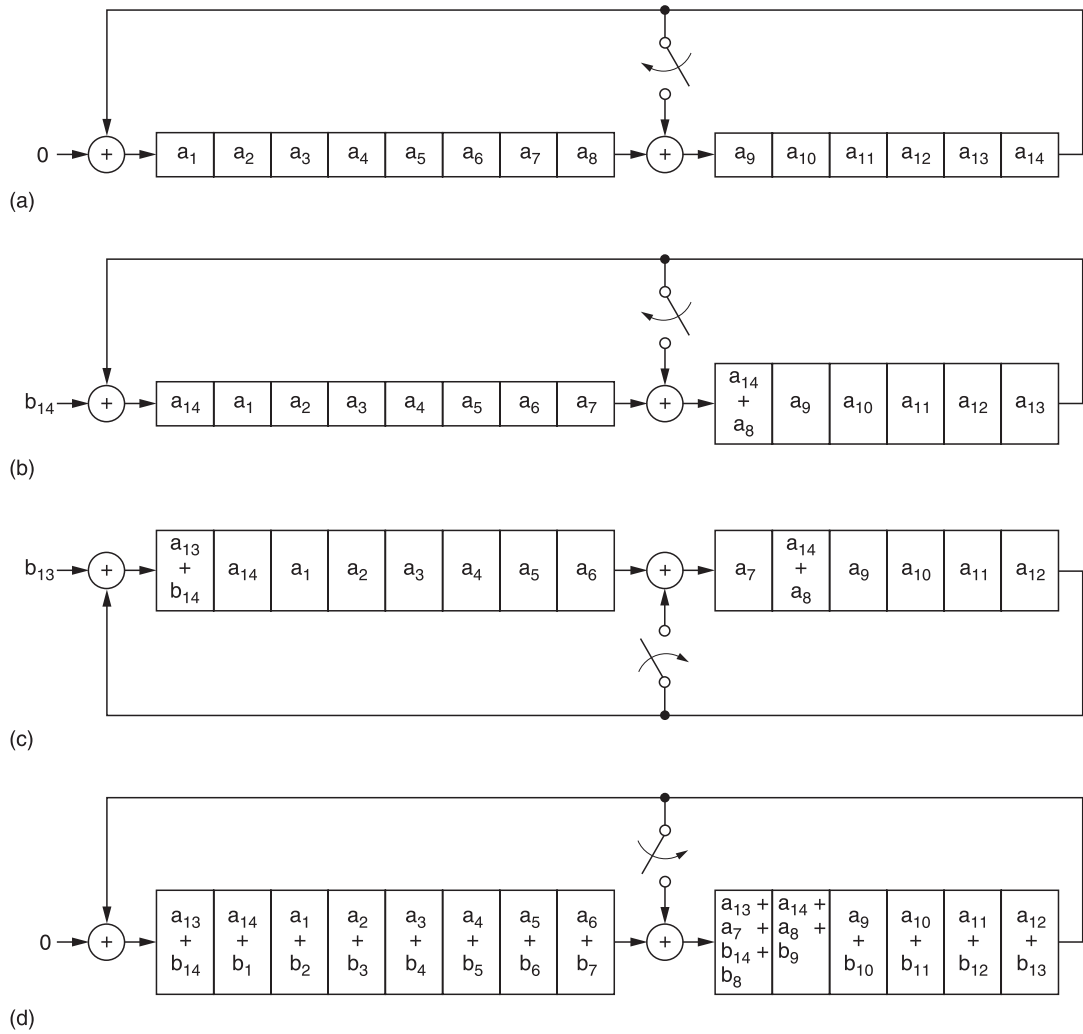 0 + a₁ a₂ a₃ a₄ a₅ a₆ a₇ a₈ + a₉ a₁₀ a₁₁ a₁₂ a₁₃ a₁₄
(a)
b₁₄ + a₁₄ a₁ a₂ a₃ a₄ a₅ a₆ a₇ + a₁₄ + a₈ a₉ a₁₀ a₁₁ a₁₂ a₁₃
(b)
b₁₃ + a₁₃ + b₁₄ a₁₄ a₁ a₂ a₃ a₄ a₅ a₆ + a₇ a₁₄ + a₈ a₉ a₁₀ a₁₁ a₁₂
(c)
0 + a₁₃ + b₁₄ a₁₄ + b₁ a₁ + b₂ a₂ + b₃ a₃ + b₄ a₄ + b₅ a₅ + b₆ a₆ + b₇ + a₁₃ + a₇ + b₁₄ + b₈ a₁₄ + a₈ + b₉ a₉ + b₁₀ a₁₀ + b₁₁ a₁₁ + b₁₂ a₁₂ + b₁₃
(d)